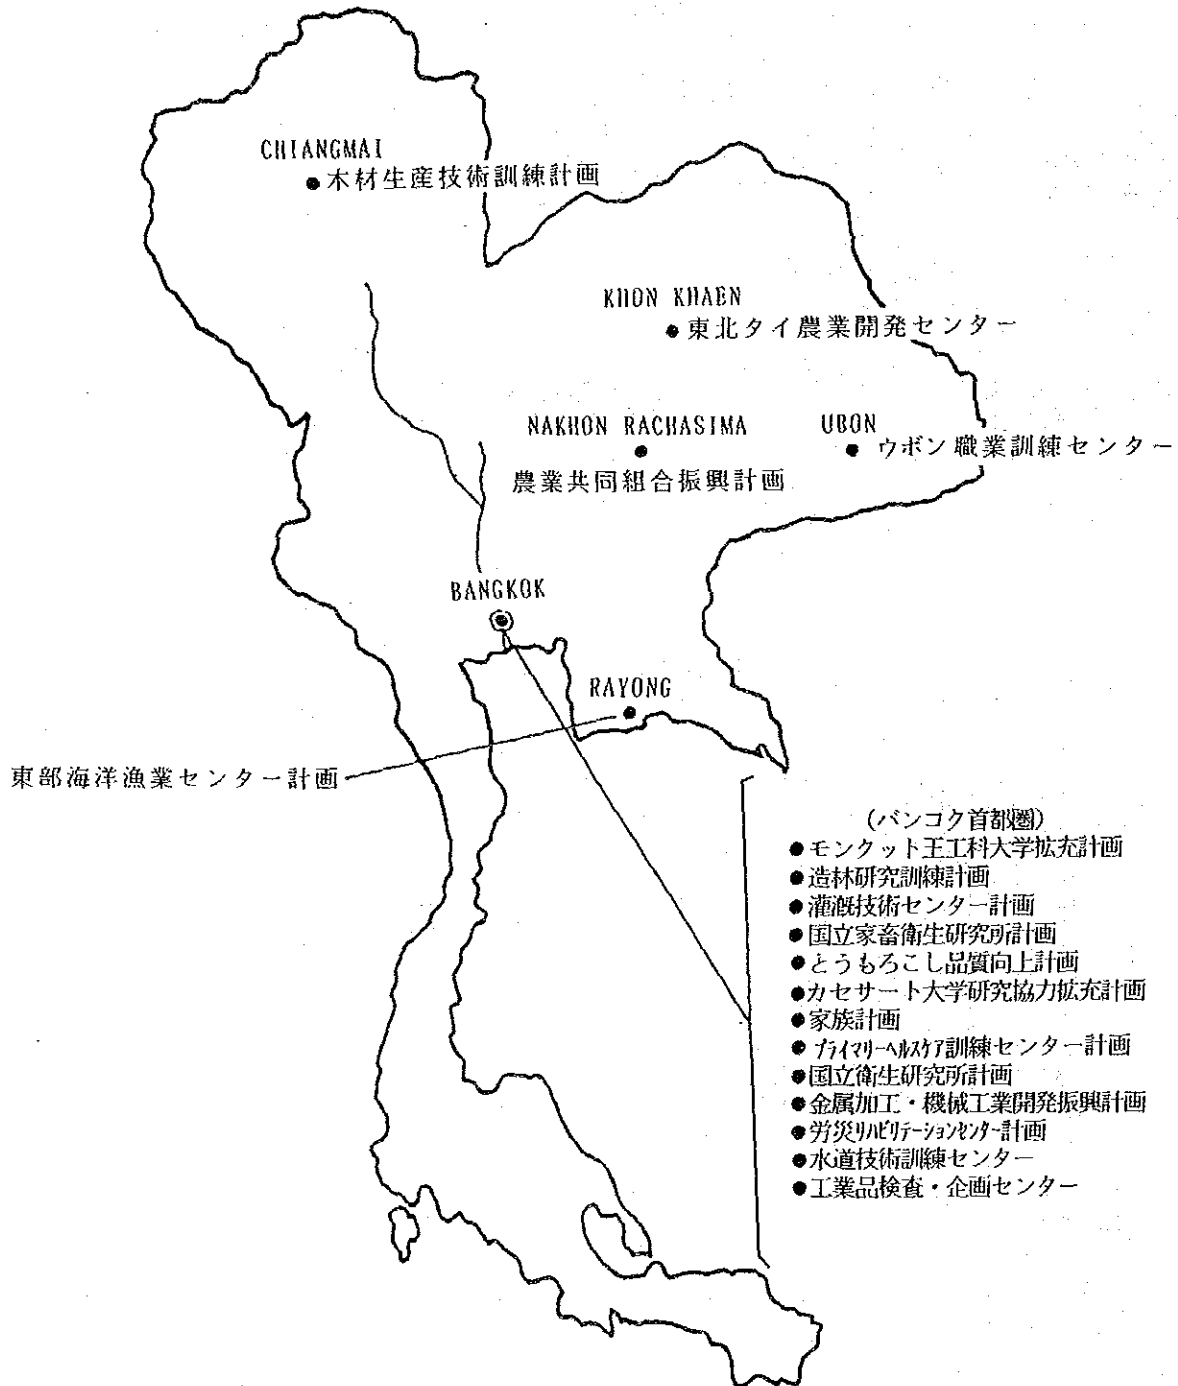 CHIANGMAI
●木材生産技術訓練計画
KHON KHAEN
●東北タイ農業開発センター
NAKHON RACHASIMA
農業共同組合振興計画
UBON
●ウボン職業訓練センター
BANGKOK
RAYONG
東部海洋漁業センター計画
(バンコク首都圏)
●モンクット王工科大学拡充計画
●造林研究訓練計画
●灌漑技術センター計画
●国立家畜衛生研究所計画
●とうもろこし品質向上計画
●カセサート大学研究協力拡充計画
●家族計画
●プライマリーヘルスケア訓練センター計画
●国立衛生研究所計画
●金属加工・機械工業開発振興計画
●労災リハビリテーションセンター計画
●水道技術訓練センター
●工業品検査・企画センター